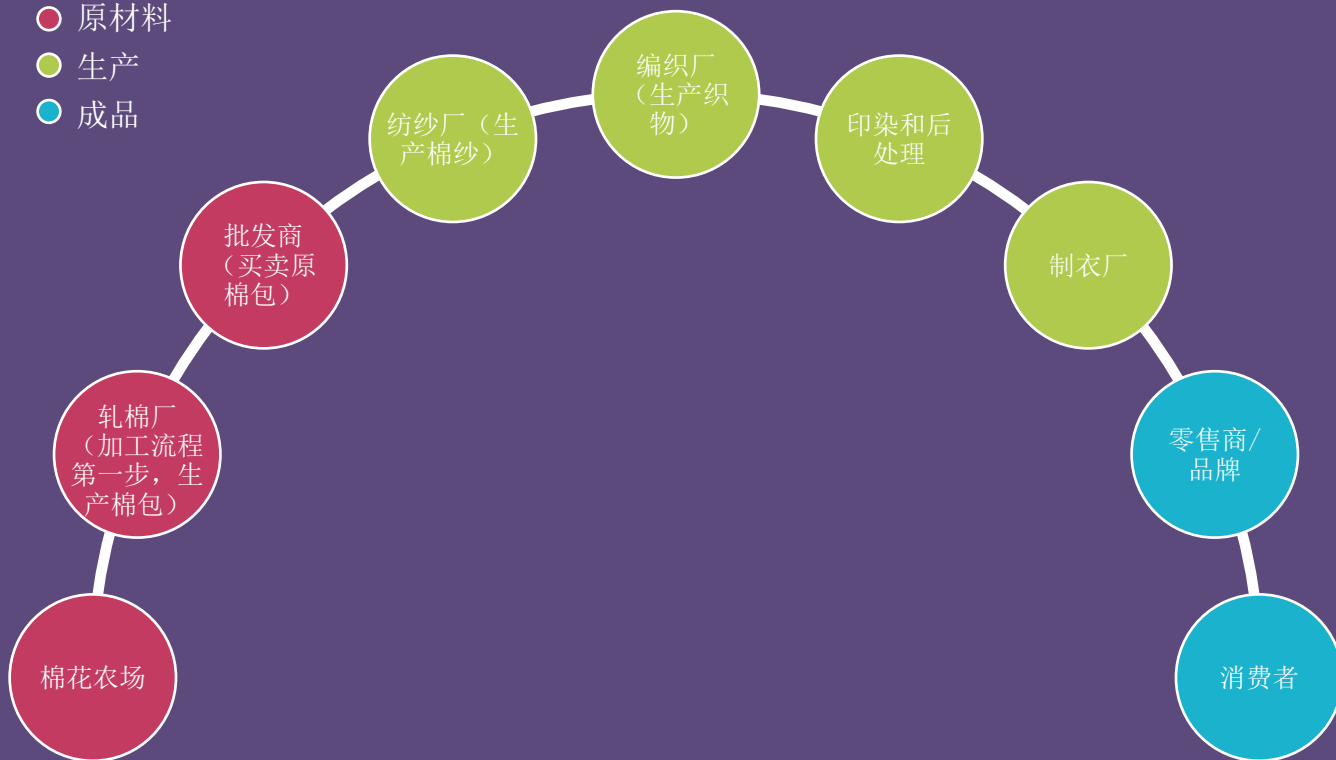 原材料
生产
成品
棉花农场
轧棉厂
（加工流程
第一步，生
产棉包）
批发商
（买卖原
棉包）
纺纱厂（生
产棉纱）
编织厂
（生产织
物）
印染和后
处理
制衣厂
零售商/
品牌
消费者